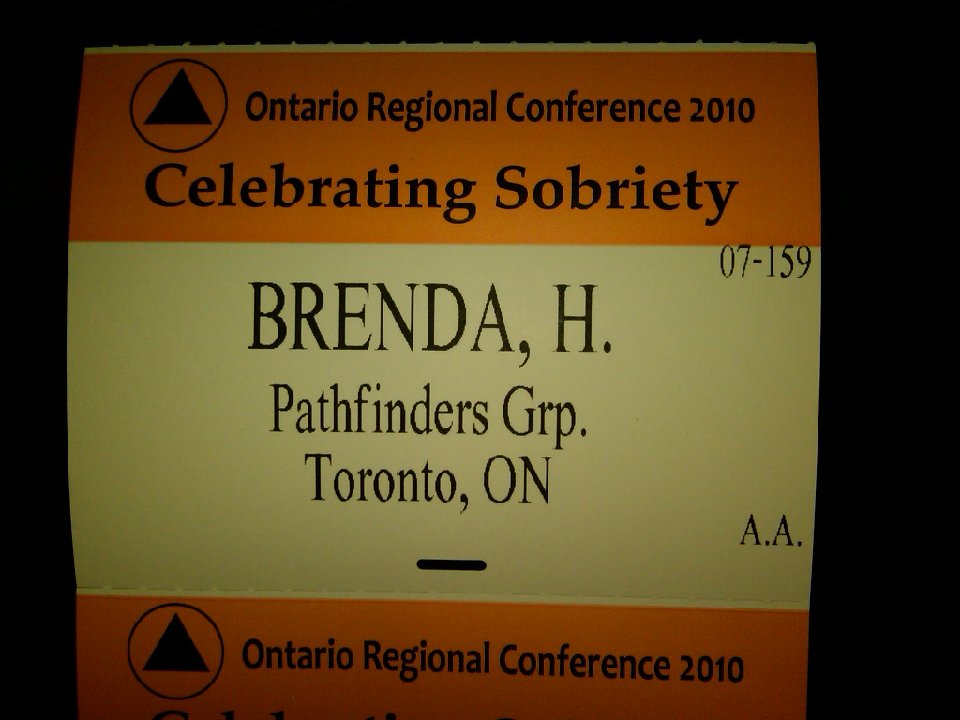 Ontario Regional Conference 2010
Celebrating Sobriety
07-159
BRENDA, H.
Pathfinders Grp.
Toronto, ON
A.A.
Ontario Regional Conference 2010